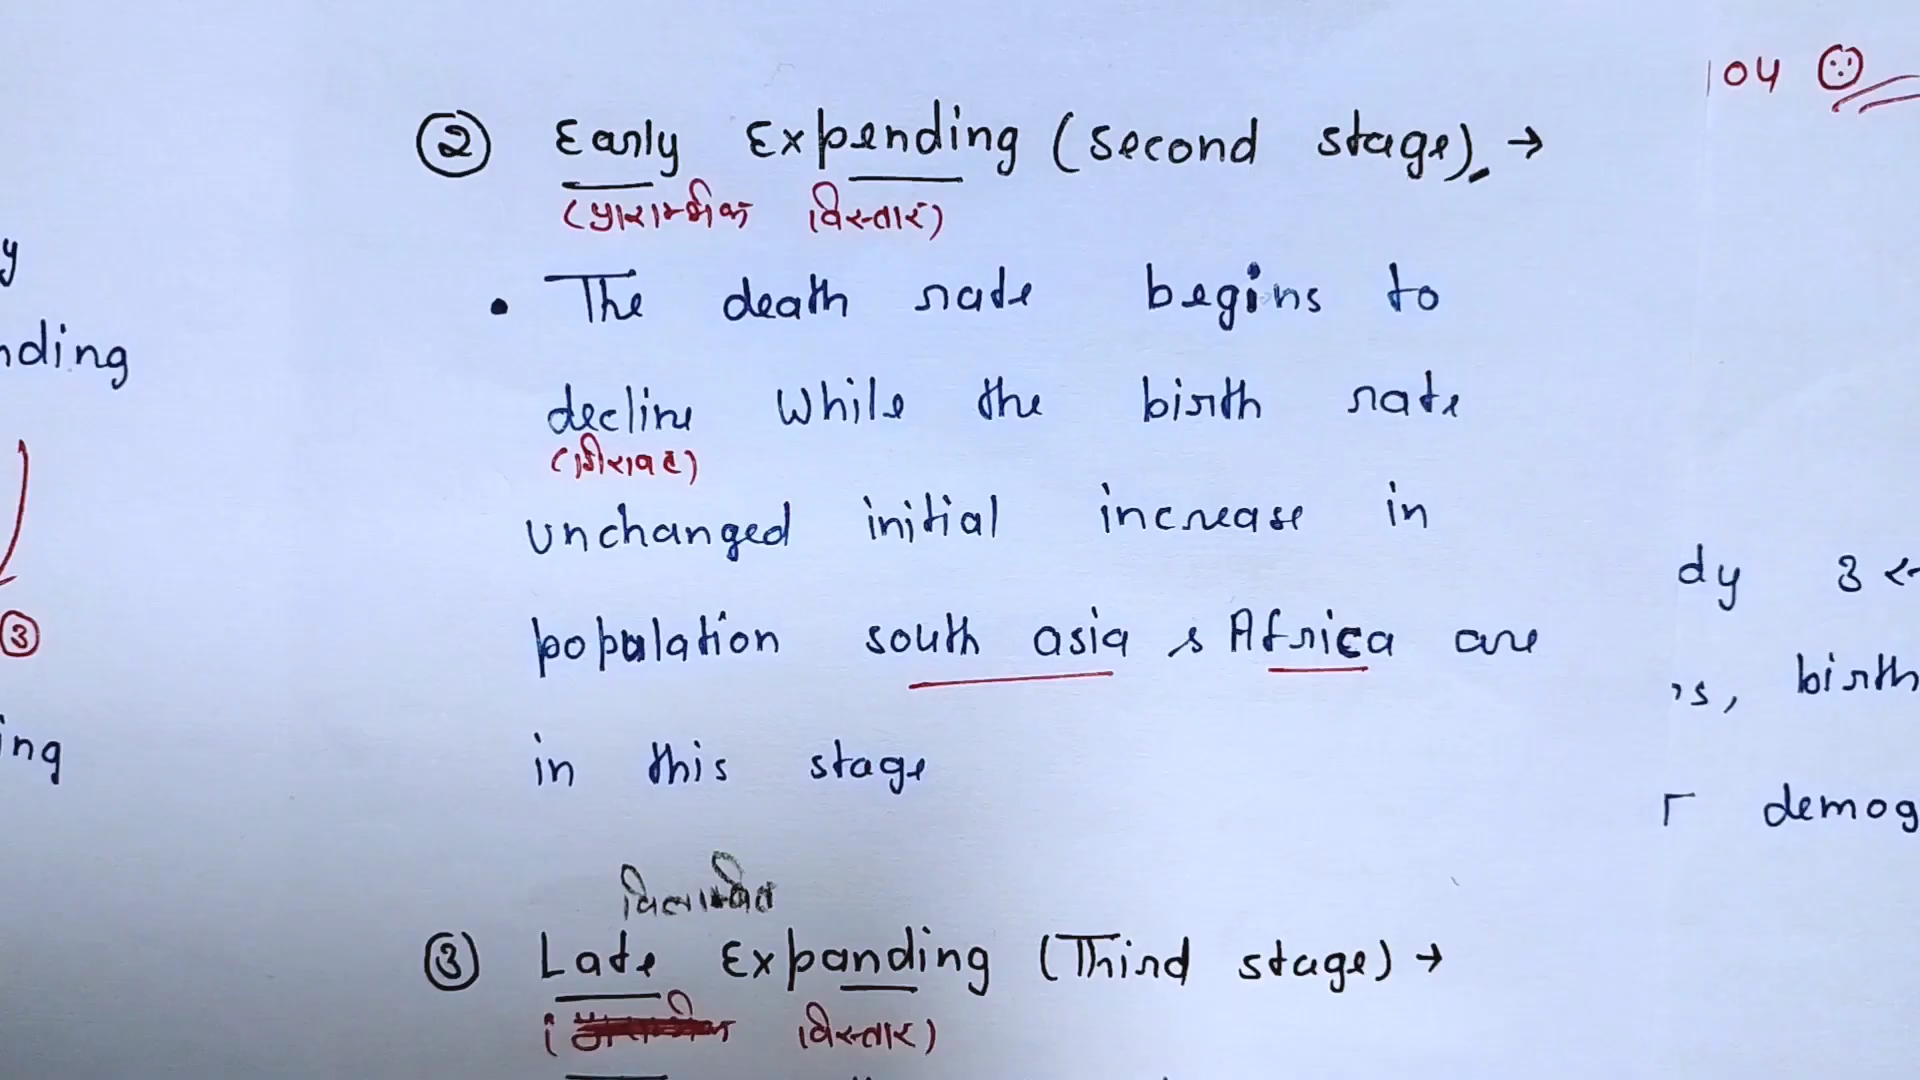 104
② Early Expending (second stage). →
(प्रारम्भिक विस्तार)
• The death rate begins to
decline while the birth rate
(गिरावट)
unchanged initial increase in
population south asia & Africa are
in this stage
विलम्बित
③ Late Expanding (Third stage) →
( विस्तार)
y
nding
③
ing
dy 3
's, birth
r demog